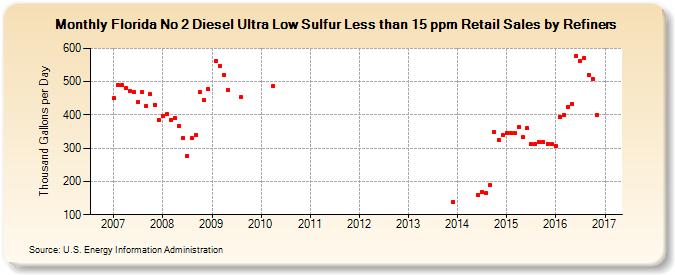 Monthly Florida No 2 Diesel Ultra Low Sulfur Less than 15 ppm Retail Sales by Refiners
Thousand Gallons per Day
600
500
400
300
200
100
2007 2008 2009 2010 2011 2012 2013 2014 2015 2016 2017
Source: U.S. Energy Information Administration